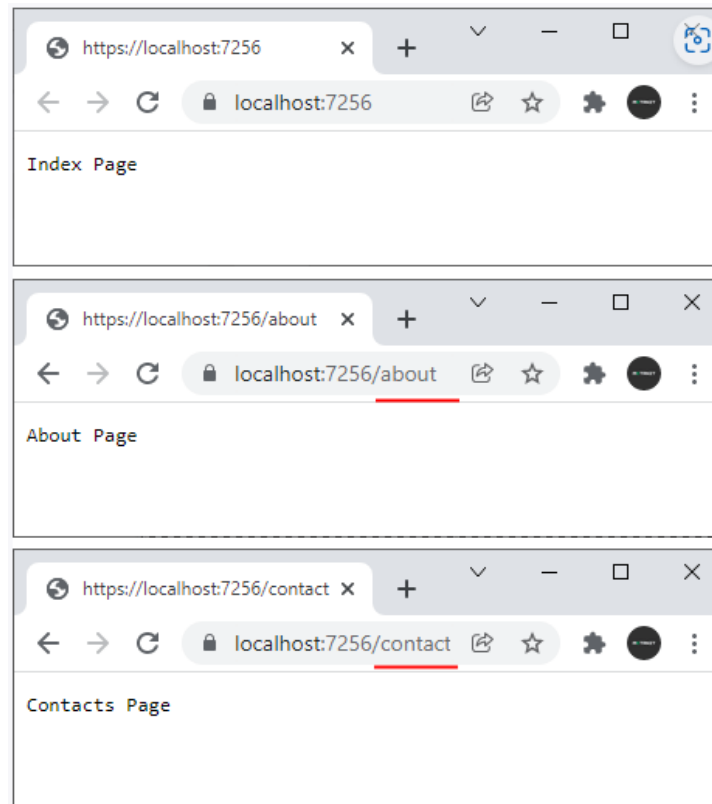 https://localhost:7256
localhost:7256
Index Page
https://localhost:7256/about
localhost:7256/about
About Page
https://localhost:7256/contact
localhost:7256/contact
Contacts Page